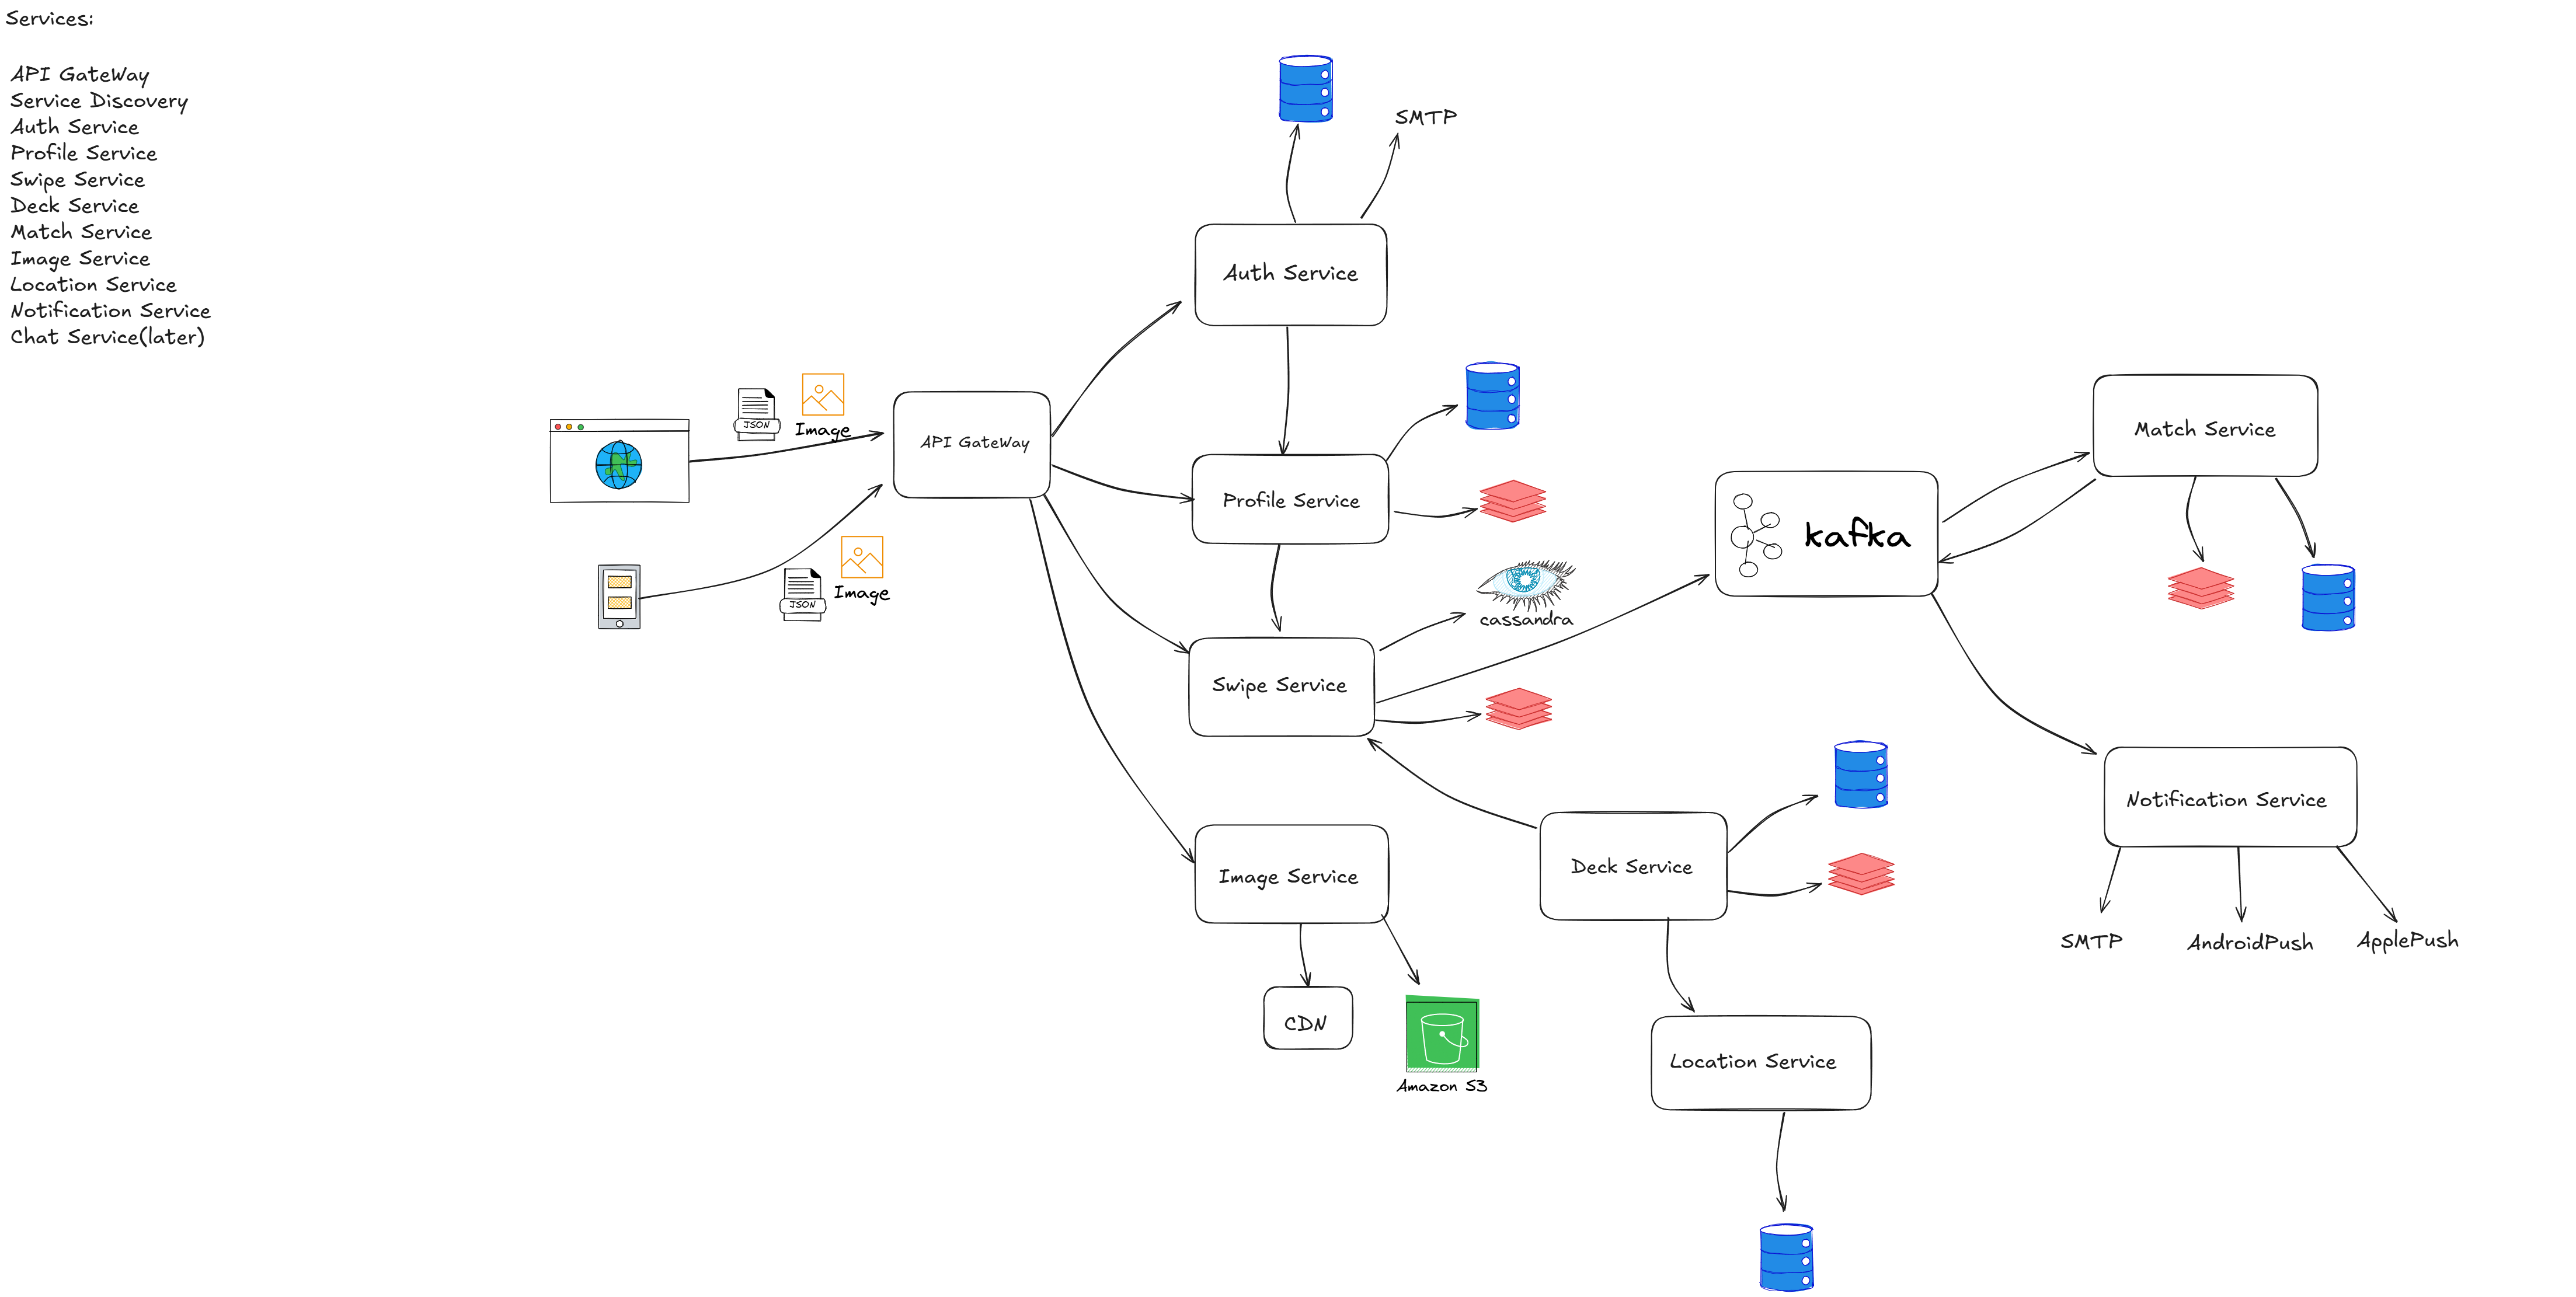 Services:
API GateWay
Service Discovery
Auth Service
Profile Service
Swipe Service
Deck Service
Match Service
Image Service
Location Service
Notification Service
Chat Service(later)
SMTP
Auth Service
JSON
Image
API GateWay
Profile Service
JSON
Image
cassandra
Swipe Service
kafka
Match Service
Image Service
Deck Service
Notification Service
CDN
Amazon S3
Location Service
SMTP
AndroidPush
ApplePush